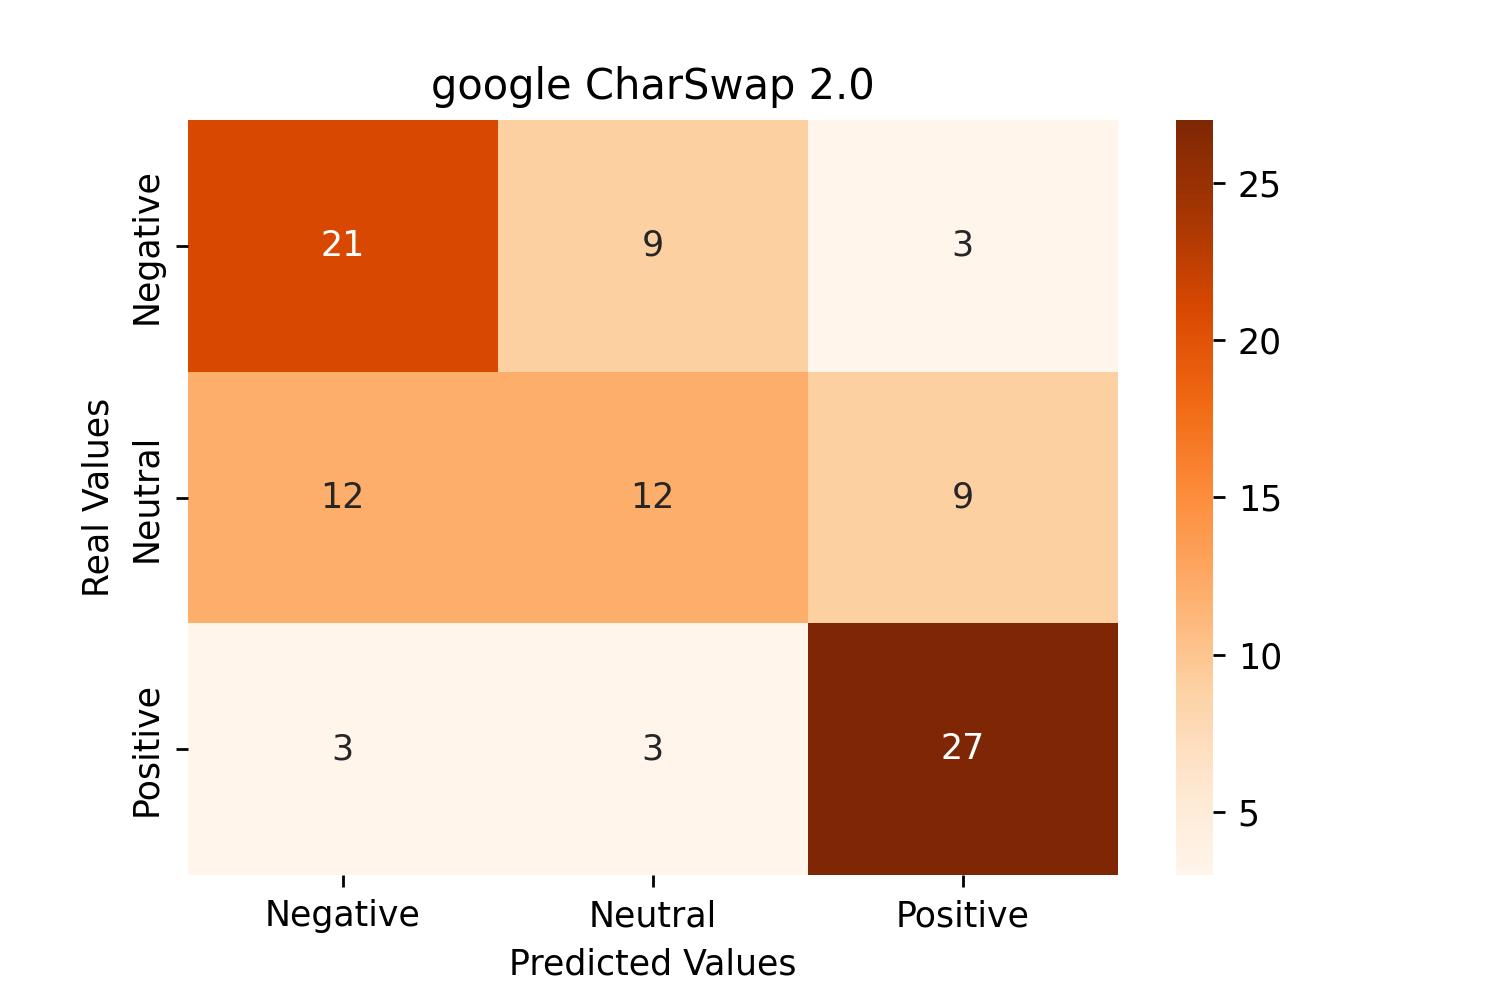 google CharSwap 2.0
Real Values
Negative
21
9
3
Neutral
12
12
9
Positive
3
3
27
Negative
Neutral
Positive
Predicted Values
25
20
15
10
5